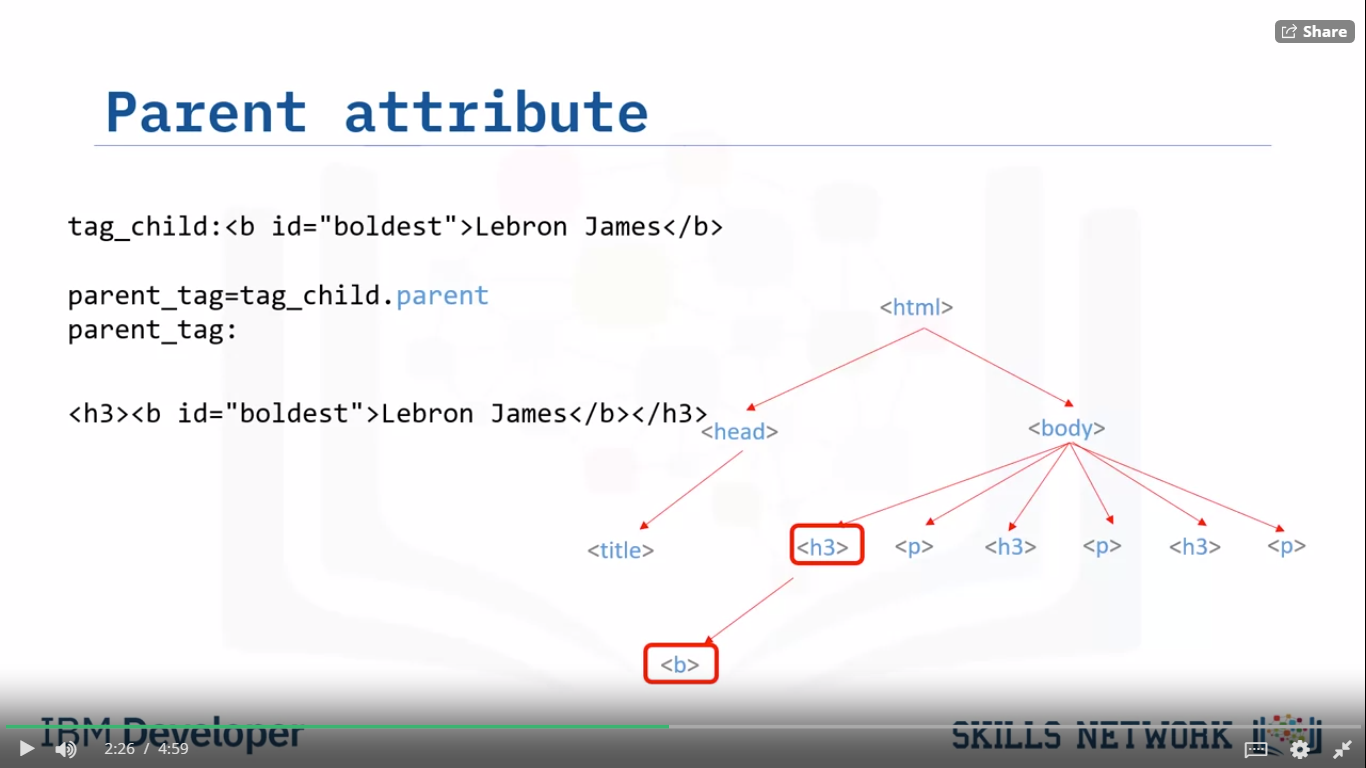 Share
Parent attribute
tag_child:<b id="boldest">Lebron James</b>
parent_tag=tag_child.parent
parent_tag:
<h3><b id="boldest">Lebron James</b></h3>
<html>
<head> <body>
<title> <h3> <p> <h3> <p> <h3> <p>
<b>
IBM Developer
SKILLS NETWORK
2:26 / 4:59